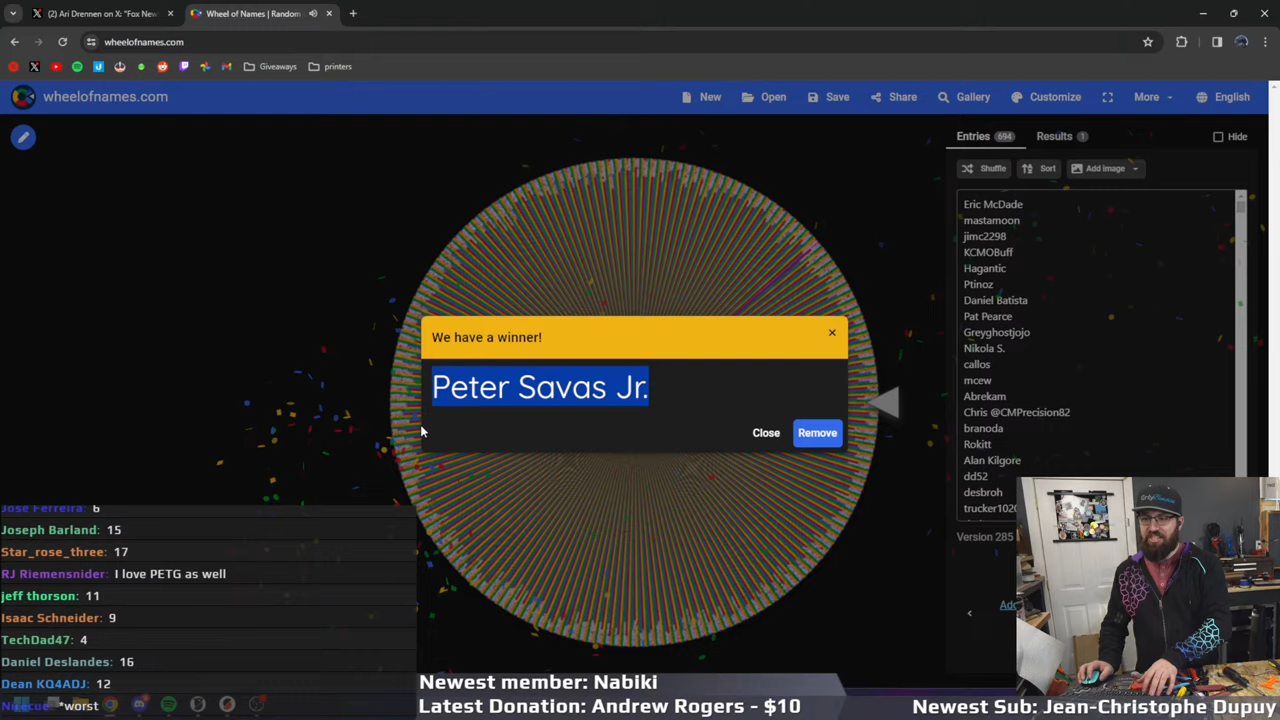 (2) Ari Drennen on X: "Fox New
Wheel of Names | Random
wheelofnames.com
Giveaways
printers
wheelofnames.com
New
Open
Save
Share
Gallery
Customize
More
English
Entries 694
Results 1
Hide
Shuffle
Sort
Add image
Eric McDade
mastamoon
jimc2298
KCMOBuff
Hagantic
Ptinoz
Daniel Batista
Pat Pearce
Greyghostjojo
Nikola S.
callos
mcew
Abrekam
Chris @CMPrecision82
branoda
Rokitt
Alan Kilgore
dd52
desbroh
trucker1020
Version 285
We have a winner!
Peter Savas Jr.
Close
Remove
Jose Ferreira: 6
Joseph Barland: 15
Star_rose_three: 17
RJ Riemensnider: I love PETG as well
jeff thorson: 11
Isaac Schneider: 9
TechDad47: 4
Daniel Deslandes: 16
Dean KQ4ADJ: 12
*worst
Newest member: Nabiki
Latest Donation: Andrew Rogers - $10
Newest Sub: Jean-Christophe Dupuy